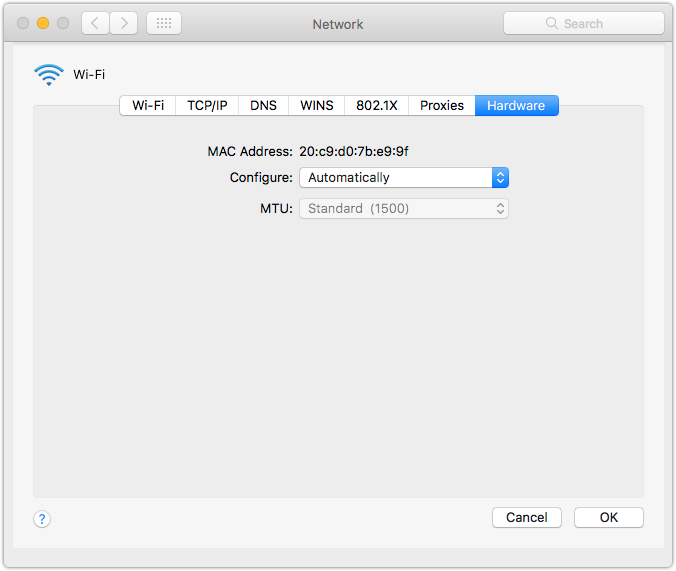 Network
Search
Wi-Fi
Wi-Fi TCP/IP DNS WINS 802.1X Proxies Hardware
MAC Address: 20:c9:d0:7b:e9:9f
Configure: Automatically
MTU: Standard (1500)
? Cancel OK